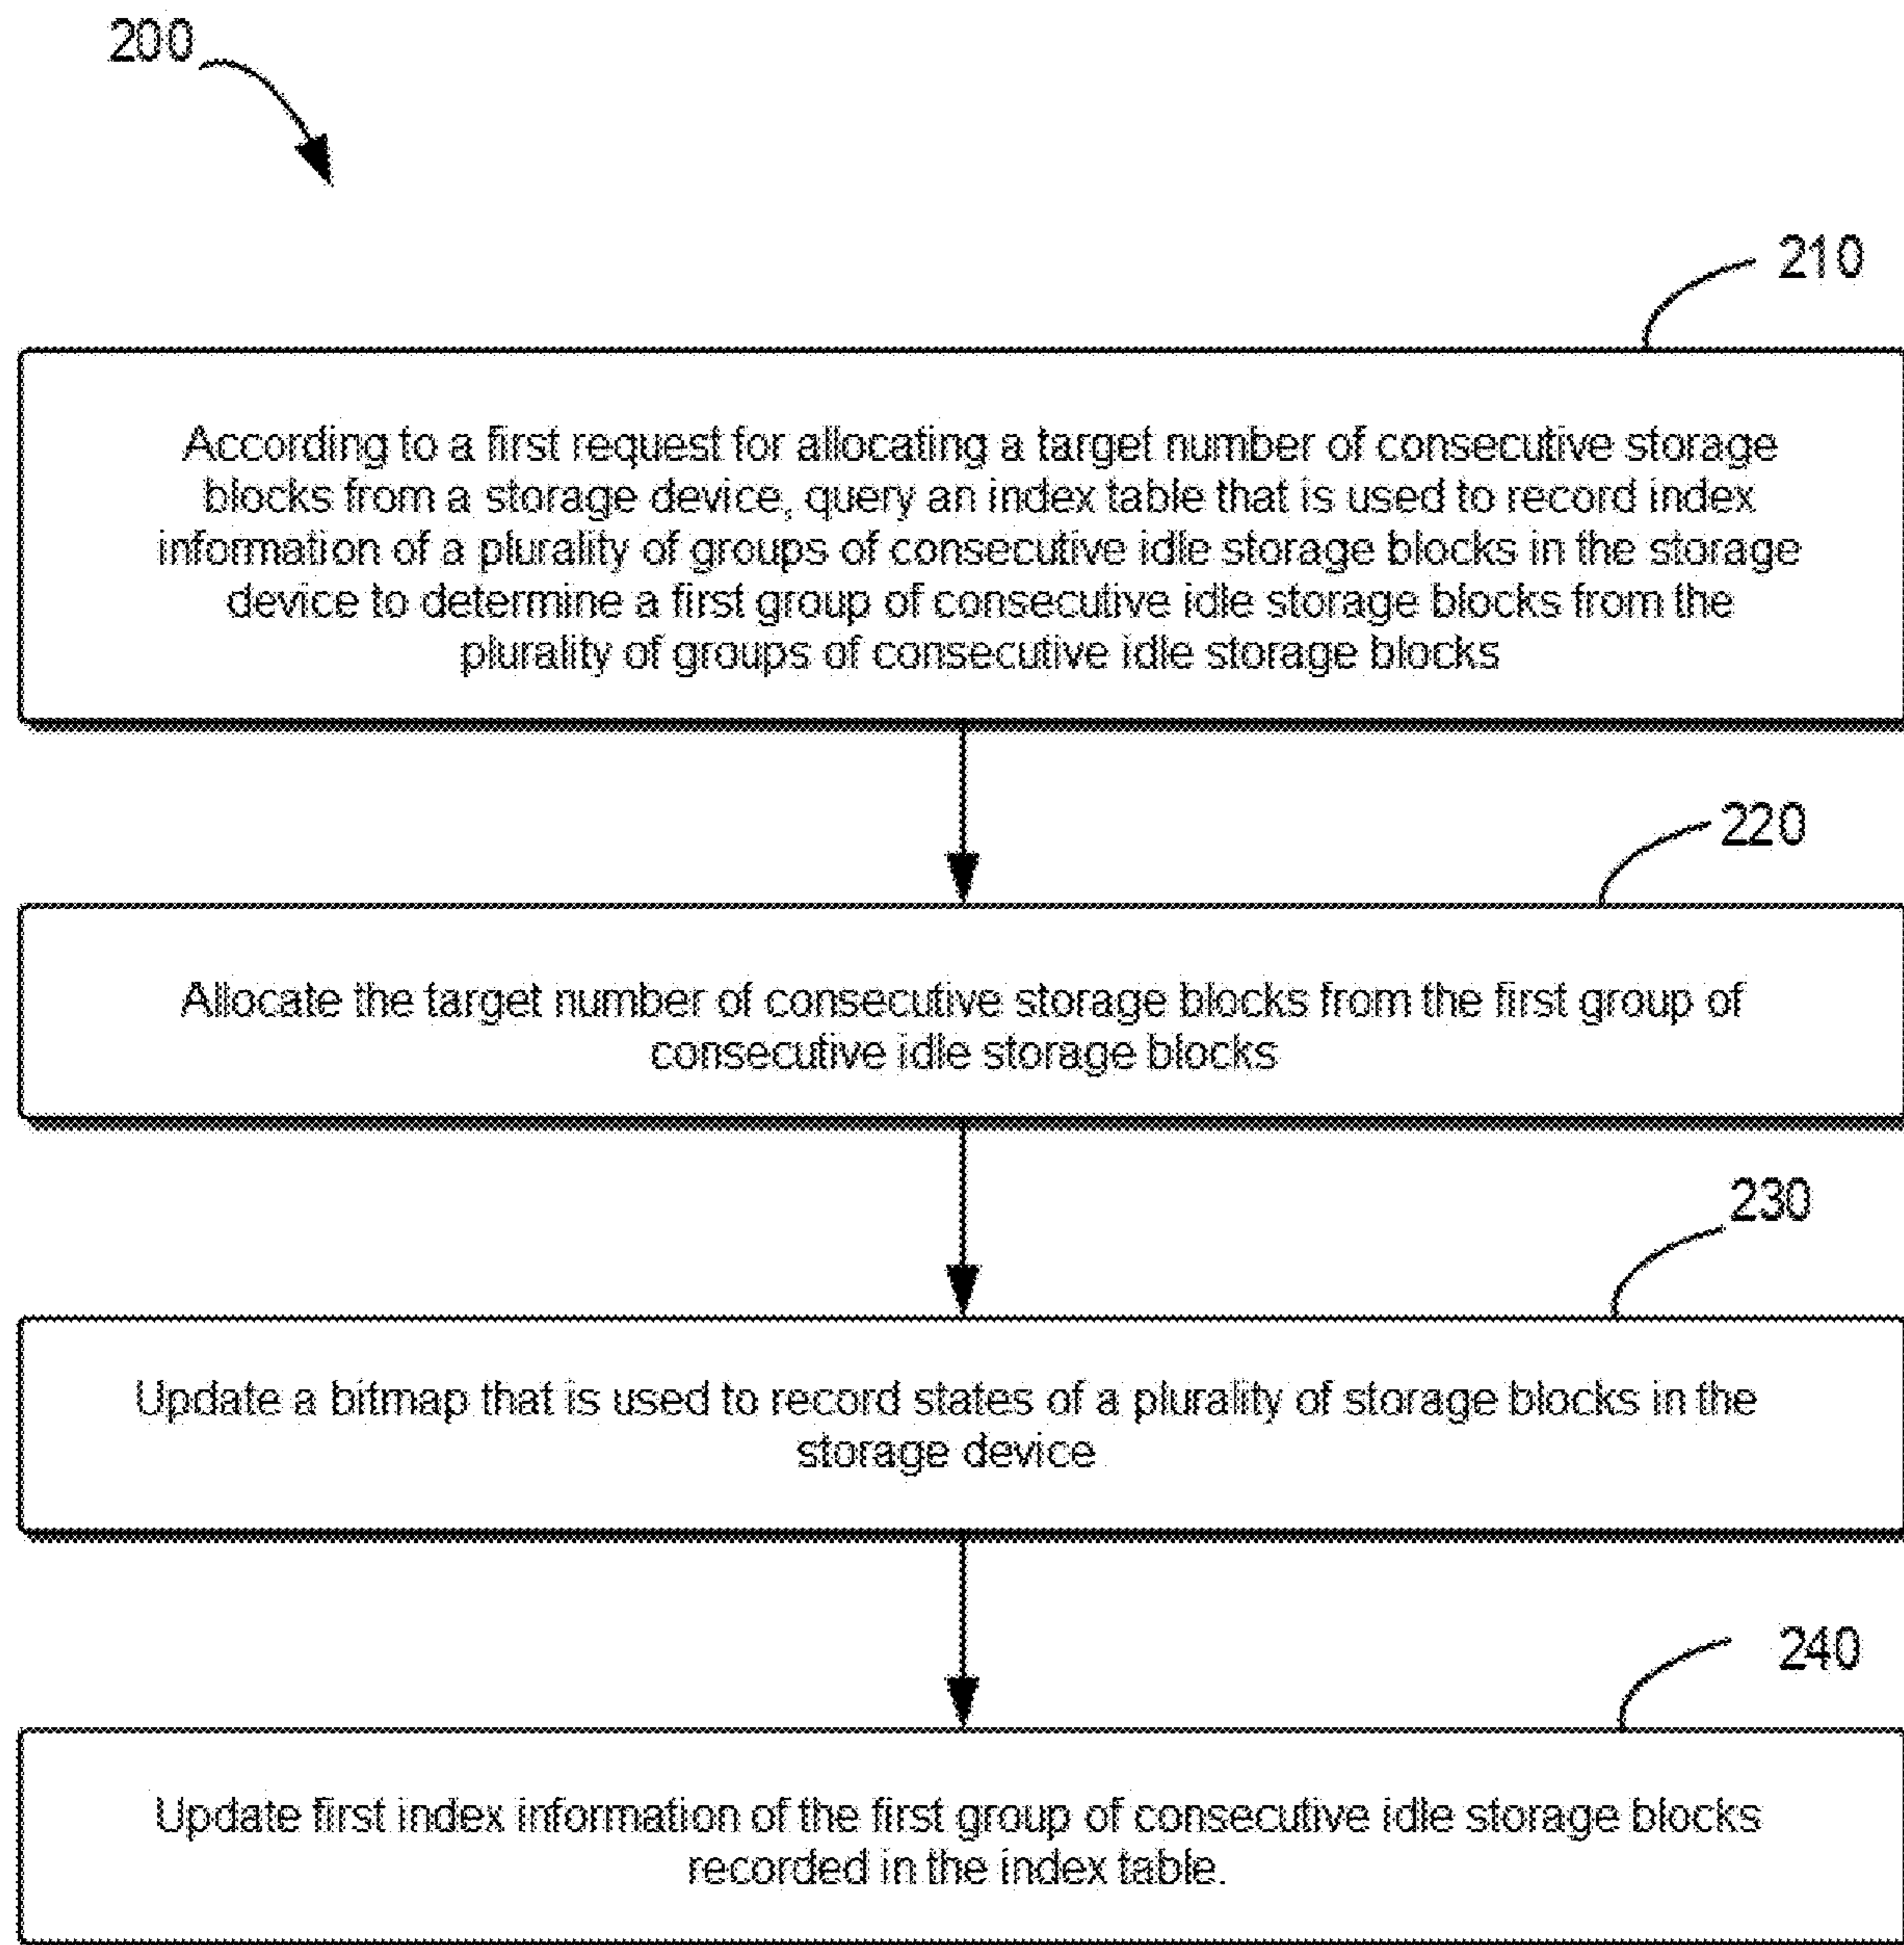 200
210
According to a first request for allocating a target number of consecutive storage
blocks from a storage device, query an index table that is used to record index
information of a plurality of groups of consecutive idle storage blocks in the storage
device to determine a first group of consecutive idle storage blocks from the
plurality of groups of consecutive idle storage blocks
220
Allocate the target number of consecutive storage blocks from the first group of
consecutive idle storage blocks
230
Update a bitmap that is used to record states of a plurality of storage blocks in the
storage device
240
Update first index information of the first group of consecutive idle storage blocks
recorded in the index table.